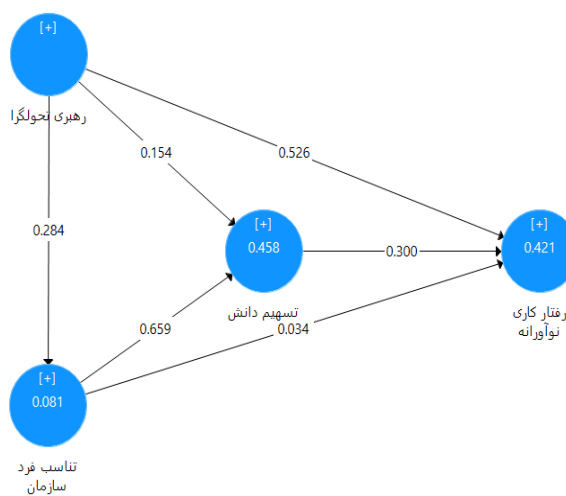 [+]
رهبری تحولگرا
0.154
0.526
0.284
[+]
0.458
تسهیم دانش
0.300
[+]
0.421
رفتار کاری
نوآورانه
0.659
0.034
[+]
0.081
تناسب فرد
سازمان